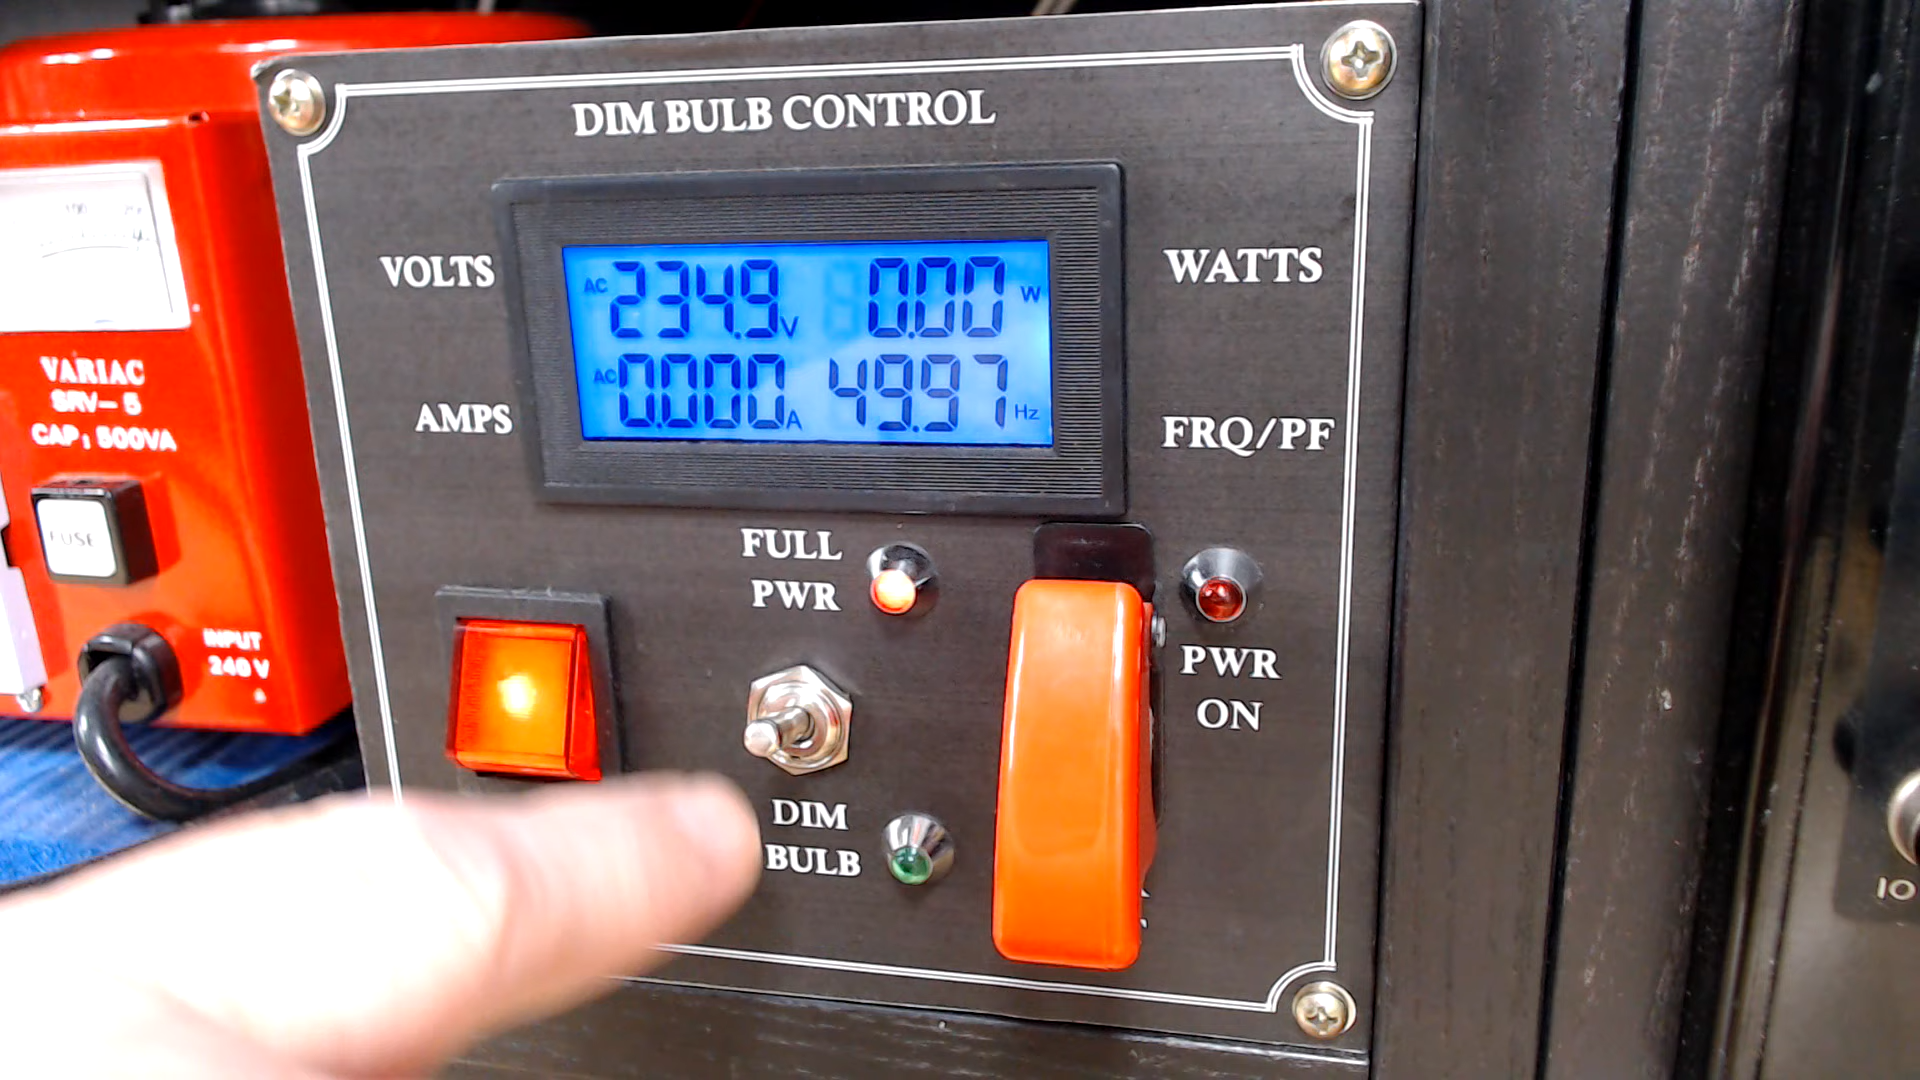 DIM BULB CONTROL
VOLTS
AC 234.9 V
0.00 W
WATTS
AMPS
AC 0.000 A
49.97 Hz
FRQ/PF
FULL
PWR
PWR
ON
DIM
BULB
VARIAC
SRV-5
CAP; 500VA
FUSE
INPUT
240 V
10